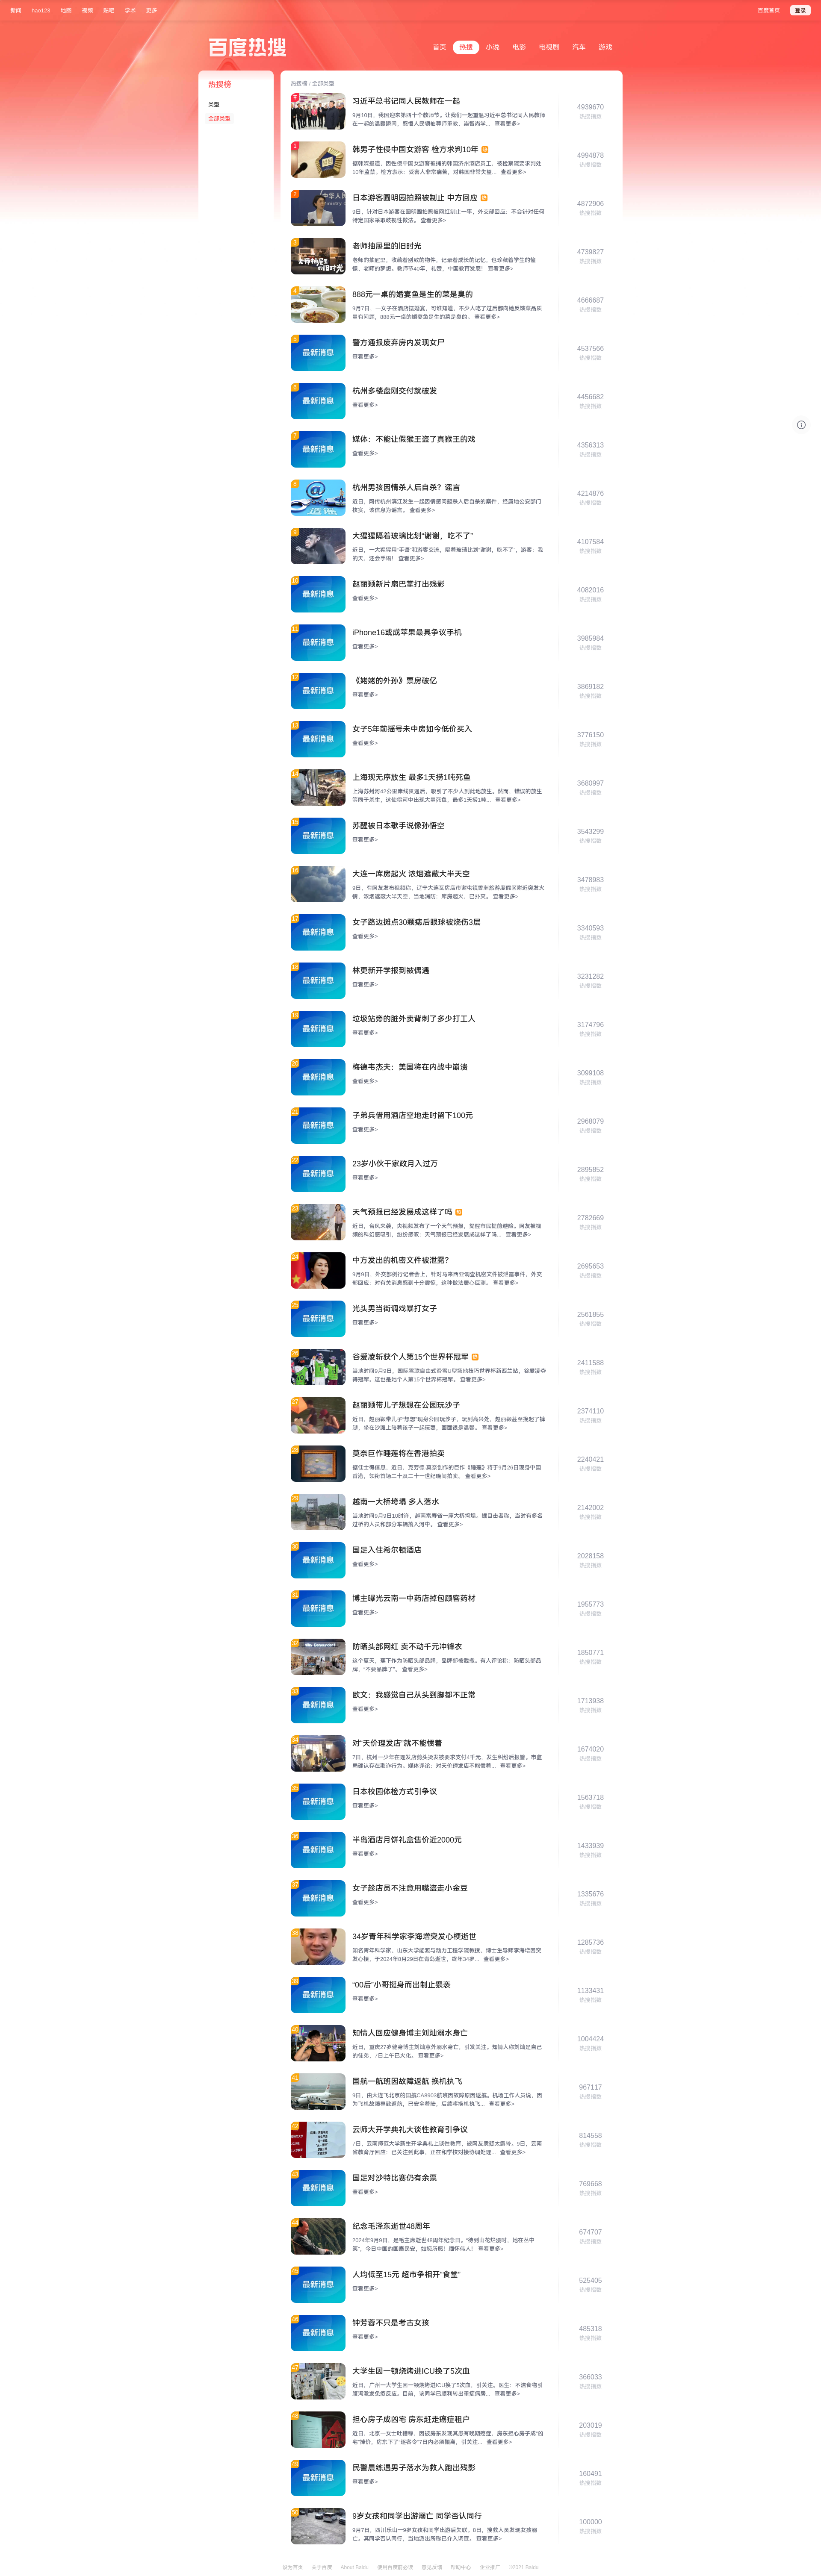 新闻 hao123 地图 视频 贴吧 学术 更多 百度首页 登录
百度热搜
首页 热搜 小说 电影 电视剧 汽车 游戏
热搜榜
类型
全部类型
热搜榜 / 全部类型
习近平总书记同人民教师在一起
4939670
热搜指数
9月10日，我国迎来第四十个教师节。让我们一起重温习近平总书记同人民教师
在一起的温暖瞬间，感悟人民领袖尊师重教、崇智尚学... 查看更多>
1
韩男子性侵中国女游客 检方求判10年 热
4994878
热搜指数
据韩媒报道，因性侵中国女游客被捕的韩国济州酒店员工，被检察院要求判处
10年监禁。检方表示：受害人非常痛苦，对韩国非常失望... 查看更多>
2
日本游客圆明园拍照被制止 中方回应 热
4872906
热搜指数
9日，针对日本游客在圆明园拍照被网红制止一事，外交部回应：不会针对任何
特定国家采取歧视性做法。 查看更多>
3
老师抽屉里的旧时光
4739827
热搜指数
老师的抽屉里，收藏着别致的物件，记录着成长的记忆，也珍藏着学生的憧
憬、老师的梦想。教师节40年，礼赞，中国教育发展！ 查看更多>
4
888元一桌的婚宴鱼是生的菜是臭的
4666687
热搜指数
9月7日，一女子在酒店摆婚宴，可谁知道，不少人吃了过后都向她反馈菜品质
量有问题，888元一桌的婚宴鱼是生的菜是臭的。 查看更多>
5
最新消息
警方通报废弃房内发现女尸
4537566
热搜指数
查看更多>
6
最新消息
杭州多楼盘刚交付就破发
4456682
热搜指数
查看更多>
7
最新消息
媒体：不能让假猴王盗了真猴王的戏
4356313
热搜指数
查看更多>
8
杭州男孩因情杀人后自杀？谣言
4214876
热搜指数
近日，网传杭州滨江发生一起因情感问题杀人后自杀的案件，经属地公安部门
核实，该信息为谣言。 查看更多>
9
大猩猩隔着玻璃比划“谢谢，吃不了”
4107584
热搜指数
近日，一大猩猩用“手语”和游客交流，隔着玻璃比划“谢谢，吃不了”，游客：我
的天，还会手语！ 查看更多>
10
最新消息
赵丽颖新片扇巴掌打出残影
4082016
热搜指数
查看更多>
11
最新消息
iPhone16或成苹果最具争议手机
3985984
热搜指数
查看更多>
12
最新消息
《姥姥的外孙》票房破亿
3869182
热搜指数
查看更多>
13
最新消息
女子5年前摇号未中房如今低价买入
3776150
热搜指数
查看更多>
14
上海现无序放生 最多1天捞1吨死鱼
3680997
热搜指数
上海苏州河42公里岸线贯通后，吸引了不少人到此地放生。然而，错误的放生
等同于杀生，这使得河中出现大量死鱼，最多1天捞1吨... 查看更多>
15
最新消息
苏醒被日本歌手说像孙悟空
3543299
热搜指数
查看更多>
16
大连一库房起火 浓烟遮蔽大半天空
3478983
热搜指数
9日，有网友发布视频称，辽宁大连瓦房店市谢屯镇袁洲旅游度假区附近突发火
情，浓烟遮蔽大半天空，当地消防：库房起火，已扑灭。 查看更多>
17
最新消息
女子路边摊点30颗痣后眼球被烧伤3层
3340593
热搜指数
查看更多>
18
最新消息
林更新开学报到被偶遇
3231282
热搜指数
查看更多>
19
最新消息
垃圾站旁的脏外卖背刺了多少打工人
3174796
热搜指数
查看更多>
20
最新消息
梅德韦杰夫：美国将在内战中崩溃
3099108
热搜指数
查看更多>
21
最新消息
子弟兵借用酒店空地走时留下100元
2968079
热搜指数
查看更多>
22
最新消息
23岁小伙干家政月入过万
2895852
热搜指数
查看更多>
23
天气预报已经发展成这样了吗 热
2782669
热搜指数
近日，台风来袭，央视频发布了一个天气预报，提醒市民提前避险。网友被视
频的科幻感吸引，纷纷感叹：天气预报已经发展成这样了吗... 查看更多>
24
中方发出的机密文件被泄露？
2695653
热搜指数
9月9日，外交部例行记者会上，针对马来西亚调查机密文件被泄露事件，外交
部回应：对有关消息感到十分震惊，这种做法居心叵测。 查看更多>
25
最新消息
光头男当街调戏暴打女子
2561855
热搜指数
查看更多>
26
谷爱凌斩获个人第15个世界杯冠军 热
2411588
热搜指数
当地时间9月9日，国际雪联自由式滑雪U型场地技巧世界杯新西兰站，谷爱凌夺
得冠军。这也是她个人第15个世界杯冠军。 查看更多>
27
赵丽颖带儿子想想在公园玩沙子
2374110
热搜指数
近日，赵丽颖带儿子“想想”现身公园玩沙子，玩到高兴处，赵丽颖甚至挽起了裤
腿，坐在沙滩上陪着孩子一起玩耍，画面很是温馨。 查看更多>
28
莫奈巨作睡莲将在香港拍卖
2240421
热搜指数
据佳士得信息，近日，克劳德·莫奈创作的巨作《睡莲》将于9月26日现身中国
香港，领衔首场二十及二十一世纪晚间拍卖。 查看更多>
29
越南一大桥垮塌 多人落水
2142002
热搜指数
当地时间9月9日10时许，越南富寿省一座大桥垮塌。据目击者称，当时有多名
过桥的人员和部分车辆落入河中。 查看更多>
30
最新消息
国足入住希尔顿酒店
2028158
热搜指数
查看更多>
31
最新消息
博主曝光云南一中药店掉包顾客药材
1955773
热搜指数
查看更多>
32
防晒头部网红 卖不动千元冲锋衣
1850771
热搜指数
这个夏天，蕉下作为防晒头部品牌，品牌部被裁撤。有人评论称：防晒头部品
牌，“不要品牌了”。 查看更多>
33
最新消息
欧文：我感觉自己从头到脚都不正常
1713938
热搜指数
查看更多>
34
对“天价理发店”就不能惯着
1674020
热搜指数
7日，杭州一少年在理发店剪头烫发被要求支付4千元，发生纠纷后报警。市监
局确认存在欺诈行为。媒体评论：对天价理发店不能惯着... 查看更多>
35
最新消息
日本校园体检方式引争议
1563718
热搜指数
查看更多>
36
最新消息
半岛酒店月饼礼盒售价近2000元
1433939
热搜指数
查看更多>
37
最新消息
女子趁店员不注意用嘴盗走小金豆
1335676
热搜指数
查看更多>
38
34岁青年科学家李海增突发心梗逝世
1285736
热搜指数
知名青年科学家、山东大学能源与动力工程学院教授、博士生导师李海增因突
发心梗，于2024年8月29日在青岛逝世，终年34岁... 查看更多>
39
最新消息
“00后”小哥挺身而出制止猥亵
1133431
热搜指数
查看更多>
40
知情人回应健身博主刘灿溺水身亡
1004424
热搜指数
近日，重庆27岁健身博主刘灿意外溺水身亡，引发关注。知情人称刘灿是自己
的徒弟，7日上午已火化。 查看更多>
41
国航一航班因故障返航 换机执飞
967117
热搜指数
9日，由大连飞北京的国航CA8903航班因故障原因返航。机场工作人员说，因
为飞机故障导致返航，已安全着陆，后续将换机执飞... 查看更多>
42
云师大开学典礼大谈性教育引争议
814558
热搜指数
7日，云南师范大学新生开学典礼上谈性教育，被网友质疑太露骨。9日，云南
省教育厅回应：已关注到此事，正在和学校对接协调处理... 查看更多>
43
最新消息
国足对沙特比赛仍有余票
769668
热搜指数
查看更多>
44
纪念毛泽东逝世48周年
674707
热搜指数
2024年9月9日，是毛主席逝世48周年纪念日。“待到山花烂漫时，她在丛中
笑”，今日中国的国泰民安，如您所愿！缅怀伟人！ 查看更多>
45
最新消息
人均低至15元 超市争相开“食堂”
525405
热搜指数
查看更多>
46
最新消息
钟芳蓉不只是考古女孩
485318
热搜指数
查看更多>
47
大学生因一顿烧烤进ICU换了5次血
366033
热搜指数
近日，广州一大学生因一顿烧烤进ICU换了5次血，引关注。医生：不洁食物引
腹泻激发免疫反应。目前，该同学已顺利转出重症病房... 查看更多>
48
担心房子成凶宅 房东赶走癌症租户
203019
热搜指数
近日，北京一女士吐槽称，因被房东发现其患有晚期癌症，房东担心房子成“凶
宅”掉价，房东下了“逐客令”7日内必须搬离，引关注... 查看更多>
49
最新消息
民警晨练遇男子落水为救人跑出残影
160491
热搜指数
查看更多>
50
9岁女孩和同学出游溺亡 同学否认同行
100000
热搜指数
9月7日，四川乐山一9岁女孩和同学出游后失联。8日，搜救人员发现女孩溺
亡。其同学否认同行，当地派出所称已介入调查。 查看更多>
设为首页 关于百度 About Baidu 使用百度前必读 意见反馈 帮助中心 企业推广 ©2021 Baidu